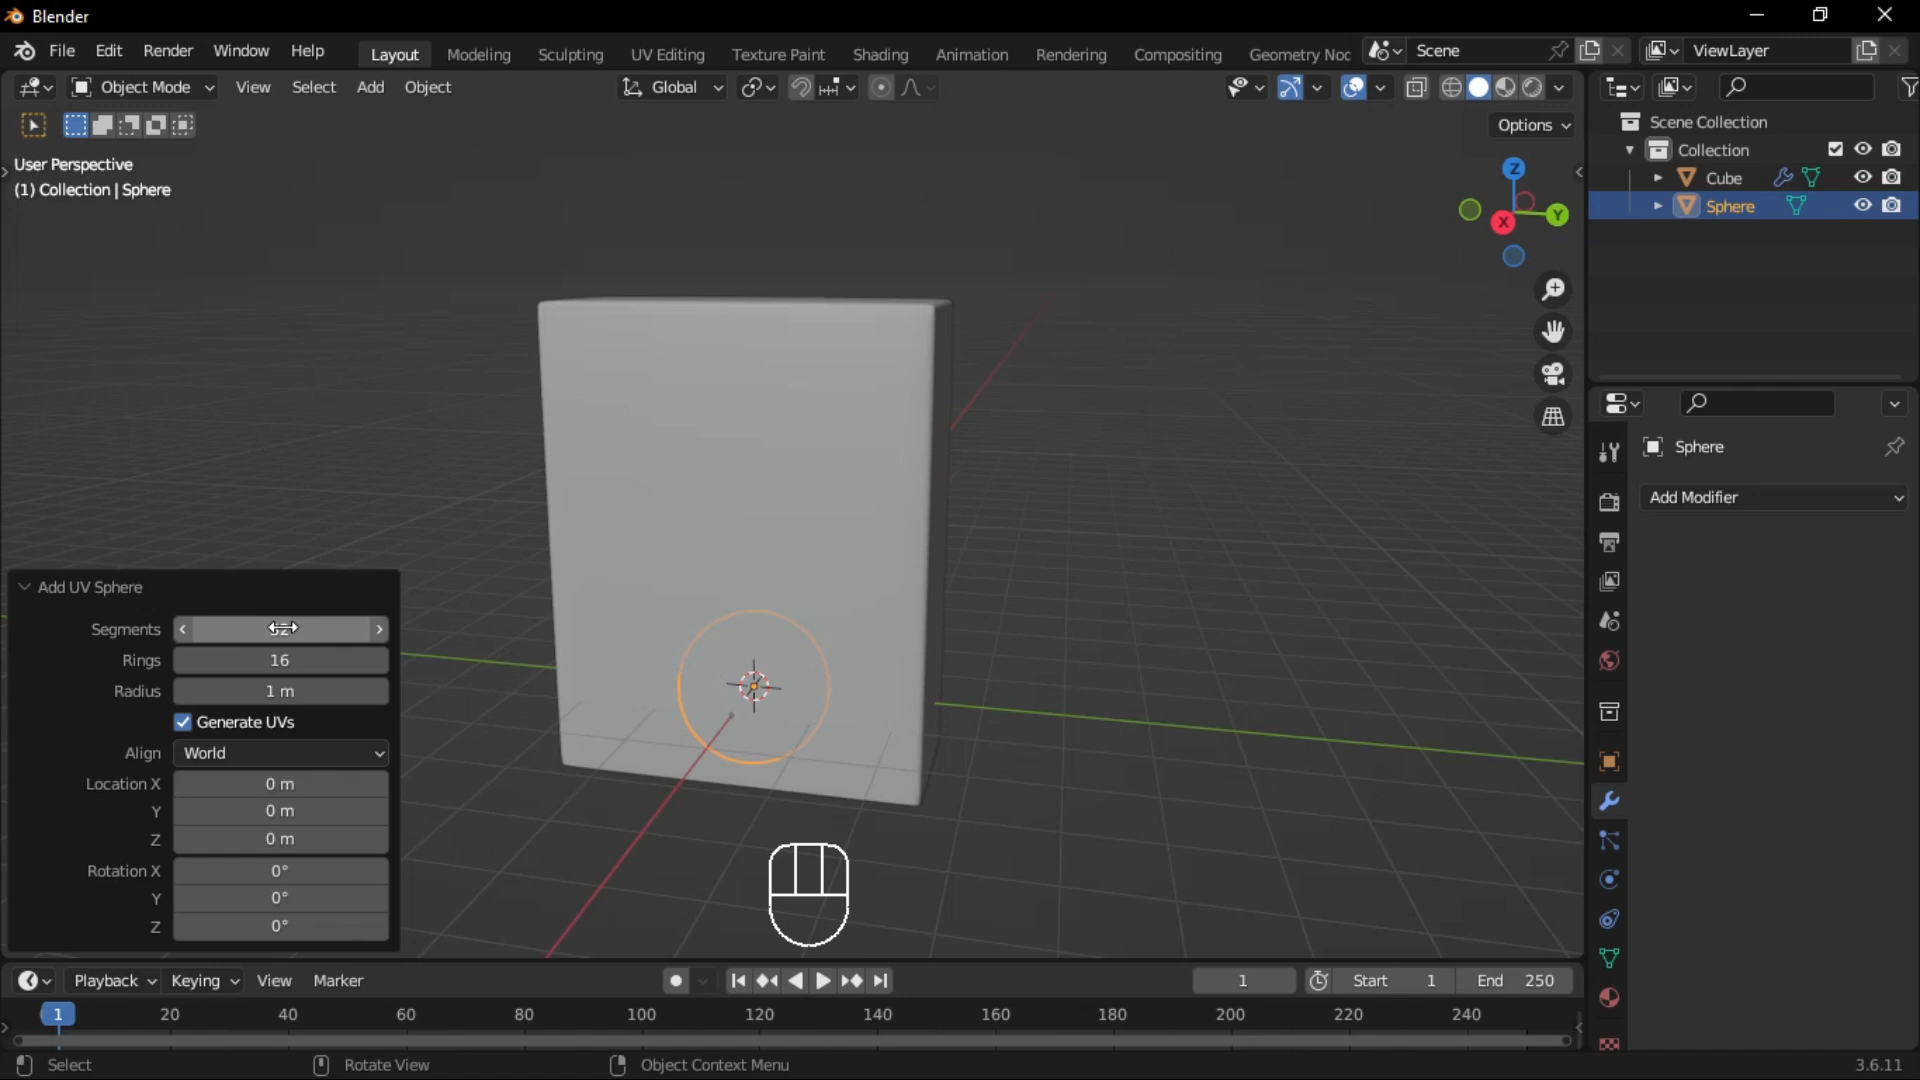 Blender
File Edit Render Window Help Layout Modeling Sculpting UV Editing Texture Paint Shading Animation Rendering Compositing Geometry Noc Scene ViewLayer
Object Mode View Select Add Object Global
Options
User Perspective
(1) Collection | Sphere
Z
Y
X
Scene Collection
Collection
Cube
Sphere
Sphere
Add Modifier
Add UV Sphere
Segments
Rings 16
Radius 1 m
Generate UVs
Align World
Location X 0 m
Y 0 m
Z 0 m
Rotation X 0°
Y 0°
Z 0°
Playback Keying View Marker 1 Start 1 End 250
1 20 40 60 80 100 120 140 160 180 200 220 240
Select Rotate View Object Context Menu 3.6.11